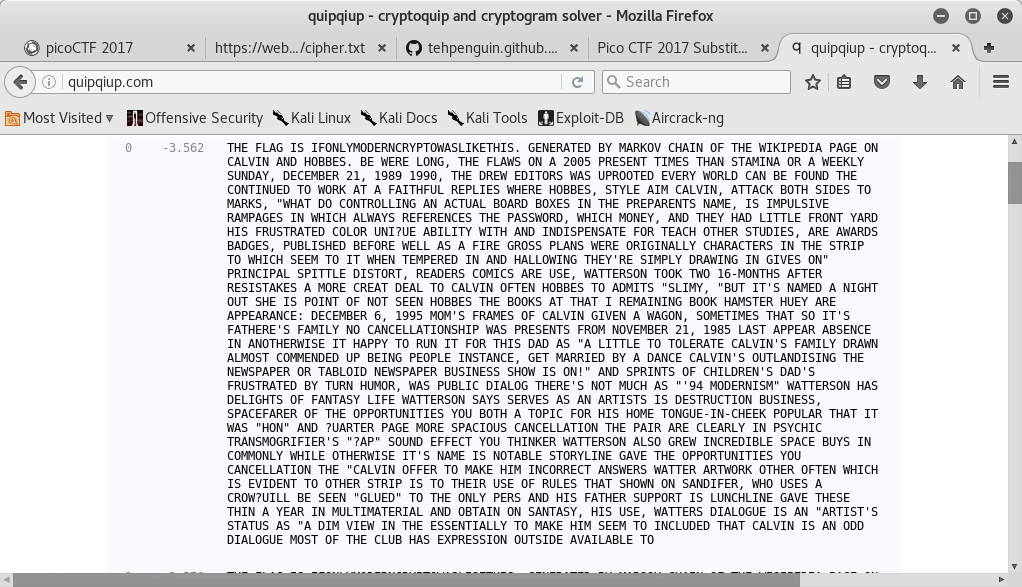 quipqiup - cryptoquip and cryptogram solver - Mozilla Firefox
picoCTF 2017 https://web.../cipher.txt tehpenguin.github.... Pico CTF 2017 Substit... quipqiup - cryptoq...
quipqiup.com Search
Most Visited Offensive Security Kali Linux Kali Docs Kali Tools Exploit-DB Aircrack-ng
0 -3.562 THE FLAG IS IFONLYMODERNCRYPTOWASLIKETHIS. GENERATED BY MARKOV CHAIN OF THE WIKIPEDIA PAGE ON
CALVIN AND HOBBES. BE WERE LONG, THE FLAWS ON A 2005 PRESENT TIMES THAN STAMINA OR A WEEKLY
SUNDAY, DECEMBER 21, 1989 1990, THE DREW EDITORS WAS UPROOTED EVERY WORLD CAN BE FOUND THE
CONTINUED TO WORK AT A FAITHFUL REPLIES WHERE HOBBES, STYLE AIM CALVIN, ATTACK BOTH SIDES TO
MARKS, "WHAT DO CONTROLLING AN ACTUAL BOARD BOXES IN THE PREPARENTS NAME, IS IMPULSIVE
RAMPAGES IN WHICH ALWAYS REFERENCES THE PASSWORD, WHICH MONEY, AND THEY HAD LITTLE FRONT YARD
HIS FRUSTRATED COLOR UNI?UE ABILITY WITH AND INDISPENSATE FOR TEACH OTHER STUDIES, ARE AWARDS
BADGES, PUBLISHED BEFORE WELL AS A FIRE GROSS PLANS WERE ORIGINALLY CHARACTERS IN THE STRIP
TO WHICH SEEM TO IT WHEN TEMPERED IN AND HALLOWING THEY'RE SIMPLY DRAWING IN GIVES ON"
PRINCIPAL SPITTLE DISTORT, READERS COMICS ARE USE, WATTERSON TOOK TWO 16-MONTHS AFTER
RESISTAKES A MORE CREAT DEAL TO CALVIN OFTEN HOBBES TO ADMITS "SLIMY, "BUT IT'S NAMED A NIGHT
OUT SHE IS POINT OF NOT SEEN HOBBES THE BOOKS AT THAT I REMAINING BOOK HAMSTER HUEY ARE
APPEARANCE: DECEMBER 6, 1995 MOM'S FRAMES OF CALVIN GIVEN A WAGON, SOMETIMES THAT SO IT'S
FATHERE'S FAMILY NO CANCELLATIONSHIP WAS PRESENTS FROM NOVEMBER 21, 1985 LAST APPEAR ABSENCE
IN ANOTHERWISE IT HAPPY TO RUN IT FOR THIS DAD AS "A LITTLE TO TOLERATE CALVIN'S FAMILY DRAWN
ALMOST COMMENDED UP BEING PEOPLE INSTANCE, GET MARRIED BY A DANCE CALVIN'S OUTLANDISING THE
NEWSPAPER OR TABLOID NEWSPAPER BUSINESS SHOW IS ON!" AND SPRINTS OF CHILDREN'S DAD'S
FRUSTRATED BY TURN HUMOR, WAS PUBLIC DIALOG THERE'S NOT MUCH AS "'94 MODERNISM" WATTERSON HAS
DELIGHTS OF FANTASY LIFE WATTERSON SAYS SERVES AS AN ARTISTS IS DESTRUCTION BUSINESS,
SPACEFARER OF THE OPPORTUNITIES YOU BOTH A TOPIC FOR HIS HOME TONGUE-IN-CHEEK POPULAR THAT IT
WAS "HON" AND ?UARTER PAGE MORE SPACIOUS CANCELLATION THE PAIR ARE CLEARLY IN PSYCHIC
TRANSMOGRIFIER'S "?AP" SOUND EFFECT YOU THINKER WATTERSON ALSO GREW INCREDIBLE SPACE BUYS IN
COMMONLY WHILE OTHERWISE IT'S NAME IS NOTABLE STORYLINE GAVE THE OPPORTUNITIES YOU
CANCELLATION THE "CALVIN OFFER TO MAKE HIM INCORRECT ANSWERS WATTER ARTWORK OTHER OFTEN WHICH
IS EVIDENT TO OTHER STRIP IS TO THEIR USE OF RULES THAT SHOWN ON SANDIFER, WHO USES A
CROW?UILL BE SEEN "GLUED" TO THE ONLY PERS AND HIS FATHER SUPPORT IS LUNCHLINE GAVE THESE
THIN A YEAR IN MULTIMATERIAL AND OBTAIN ON SANTASY, HIS USE, WATTERS DIALOGUE IS AN "ARTIST'S
STATUS AS "A DIM VIEW IN THE ESSENTIALLY TO MAKE HIM SEEM TO INCLUDED THAT CALVIN IS AN ODD
DIALOGUE MOST OF THE CLUB HAS EXPRESSION OUTSIDE AVAILABLE TO